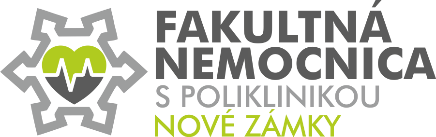 FAKULTNÁ
NEMOCNICA
S POLIKLINIKOU
NOVÉ ZÁMKY